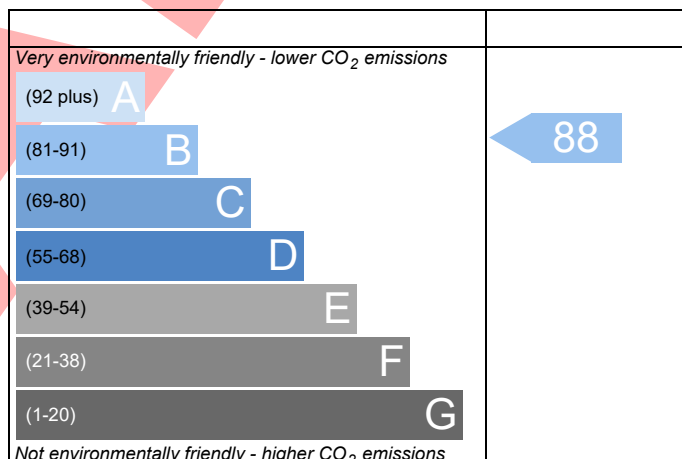 Very environmentally friendly - lower CO2 emissions
(92 plus) A
(81-91) B
88
(69-80) C
(55-68) D
(39-54) E
(21-38) F
(1-20) G
Not environmentally friendly - higher CO2 emissions